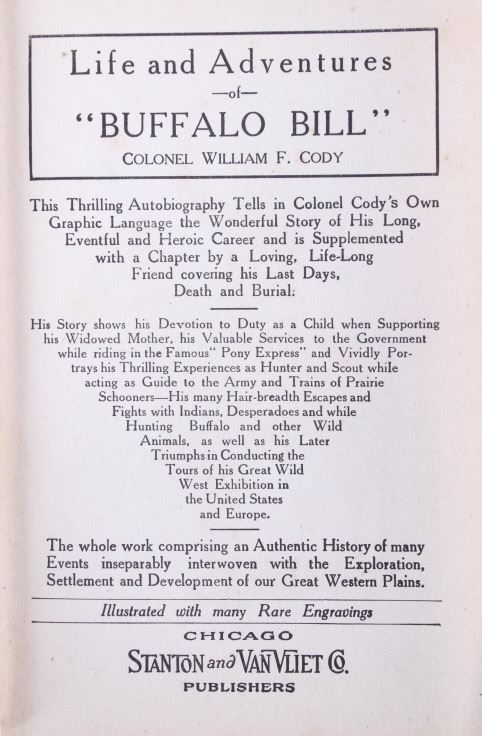 Life and Adventures
—of—
"BUFFALO BILL"
COLONEL WILLIAM F. CODY
This Thrilling Autobiography Tells in Colonel Cody's Own
Graphic Language the Wonderful Story of His Long,
Eventful and Heroic Career and is Supplemented
with a Chapter by a Loving, Life-Long
Friend covering his Last Days,
Death and Burial.
His Story shows his Devotion to Duty as a Child when Supporting
his Widowed Mother, his Valuable Services to the Government
while riding in the Famous" Pony Express" and Vividly Por-
trays his Thrilling Experiences as Hunter and Scout while
acting as Guide to the Army and Trains of Prairie
Schooners—His many Hair-breadth Escapes and
Fights with Indians, Desperadoes and while
Hunting Buffalo and other Wild
Animals, as well as his Later
Triumphs in Conducting the
Tours of his Great Wild
West Exhibition in
the United States
and Europe.
The whole work comprising an Authentic History of many
Events inseparably interwoven with the Exploration,
Settlement and Development of our Great Western Plains.
Illustrated with many Rare Engravings
CHICAGO
STANTON and VAN VLIET CO.
PUBLISHERS